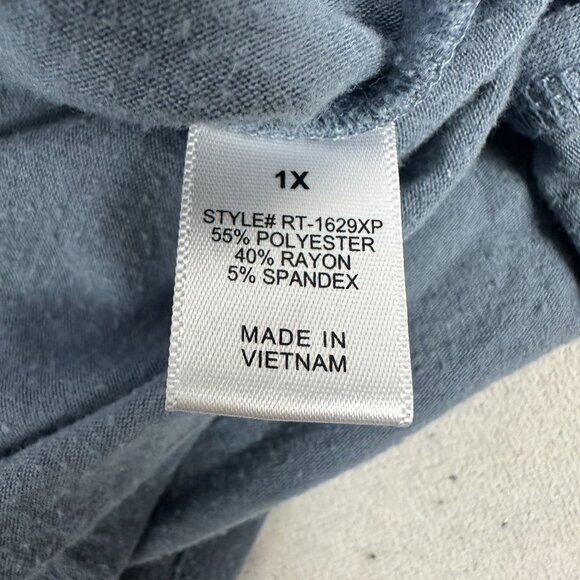 1X
STYLE# RT-1629XP
55% POLYESTER
40% RAYON
5% SPANDEX
MADE IN
VIETNAM